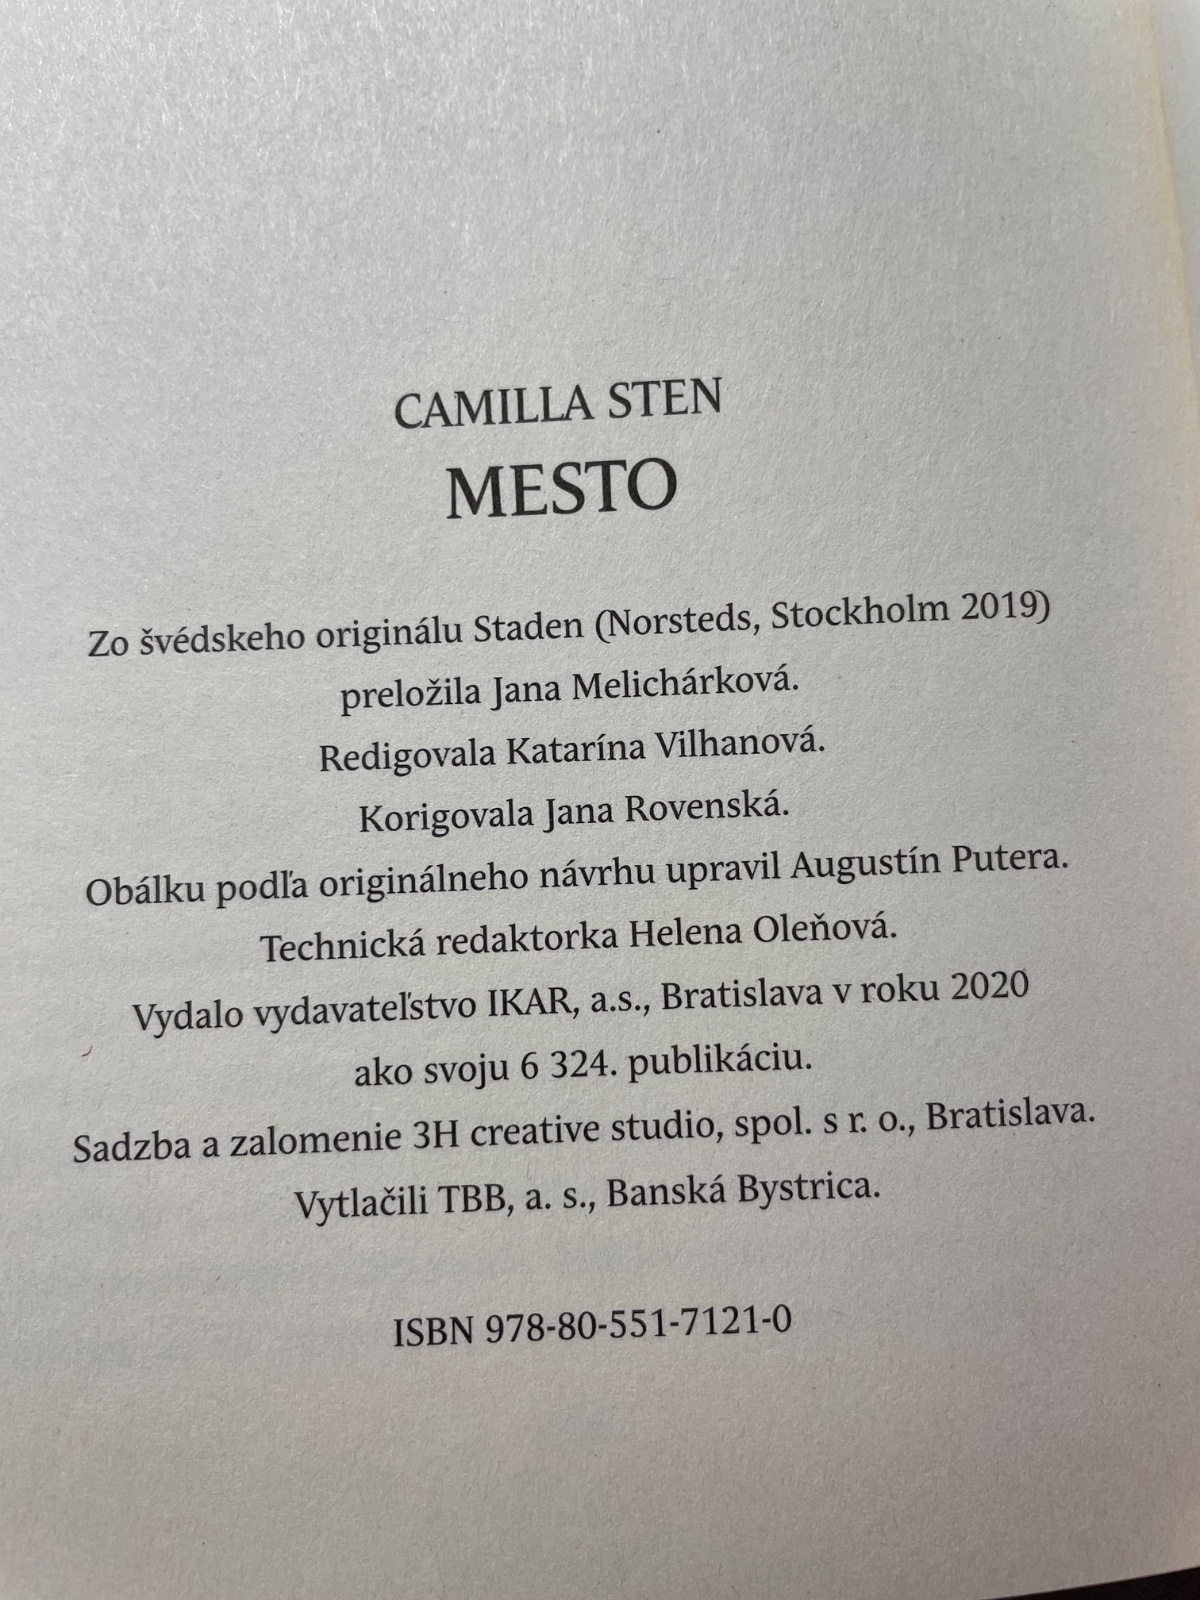 CAMILLA STEN
MESTO
Zo švédskeho originálu Staden (Norsteds, Stockholm 2019)
preložila Jana Melichárková.
Redigovala Katarína Vilhanová.
Korigovala Jana Rovenská.
Obálku podľa originálneho návrhu upravil Augustín Putera.
Technická redaktorka Helena Oleňová.
Vydalo vydavateľstvo IKAR, a.s., Bratislava v roku 2020
ako svoju 6 324. publikáciu.
Sadzba a zalomenie 3H creative studio, spol. s r. o., Bratislava.
Vytlačili TBB, a. s., Banská Bystrica.
ISBN 978-80-551-7121-0